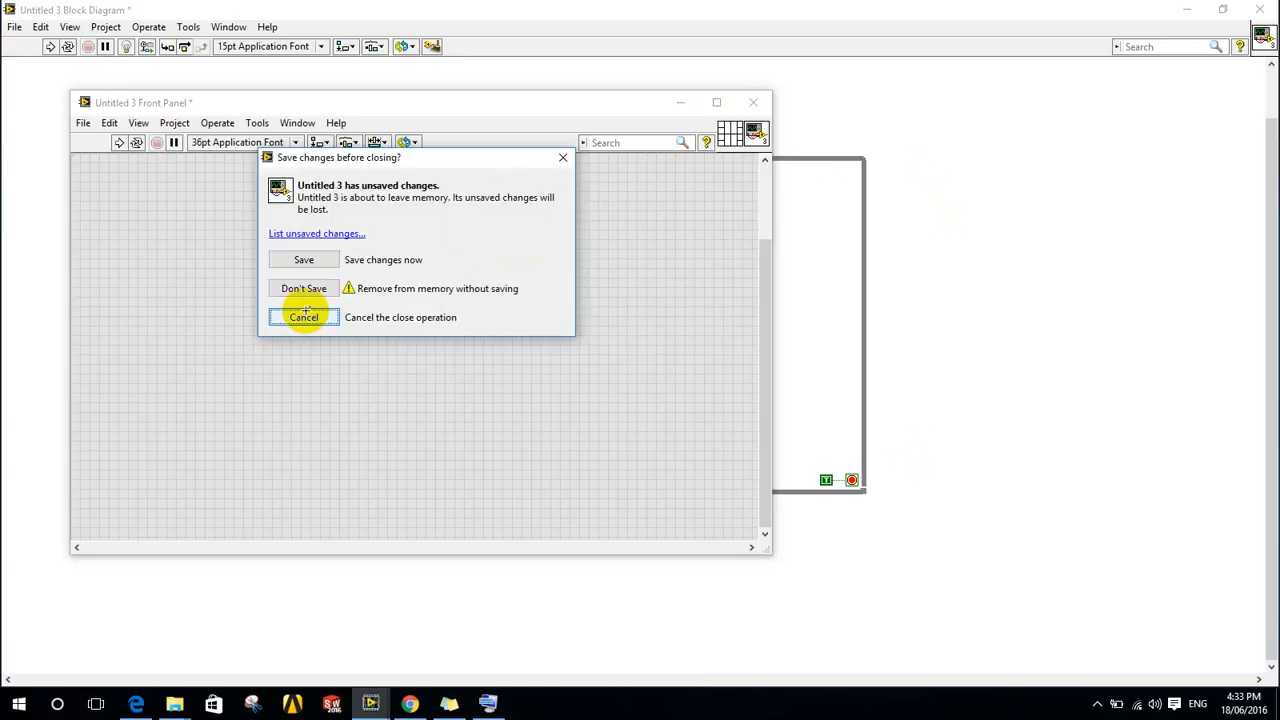 Untitled 3 Block Diagram *
File Edit View Project Operate Tools Window Help
15pt Application Font
Search
3
Untitled 3 Front Panel *
File Edit View Project Operate Tools Window Help
36pt Application Font
Search
3
Save changes before closing?
Untitled 3 has unsaved changes.
Untitled 3 is about to leave memory. Its unsaved changes will
be lost.
List unsaved changes...
Save Save changes now
Don't Save Remove from memory without saving
Cancel Cancel the close operation
T
SW
2016
ENG
4:33 PM
18/06/2016